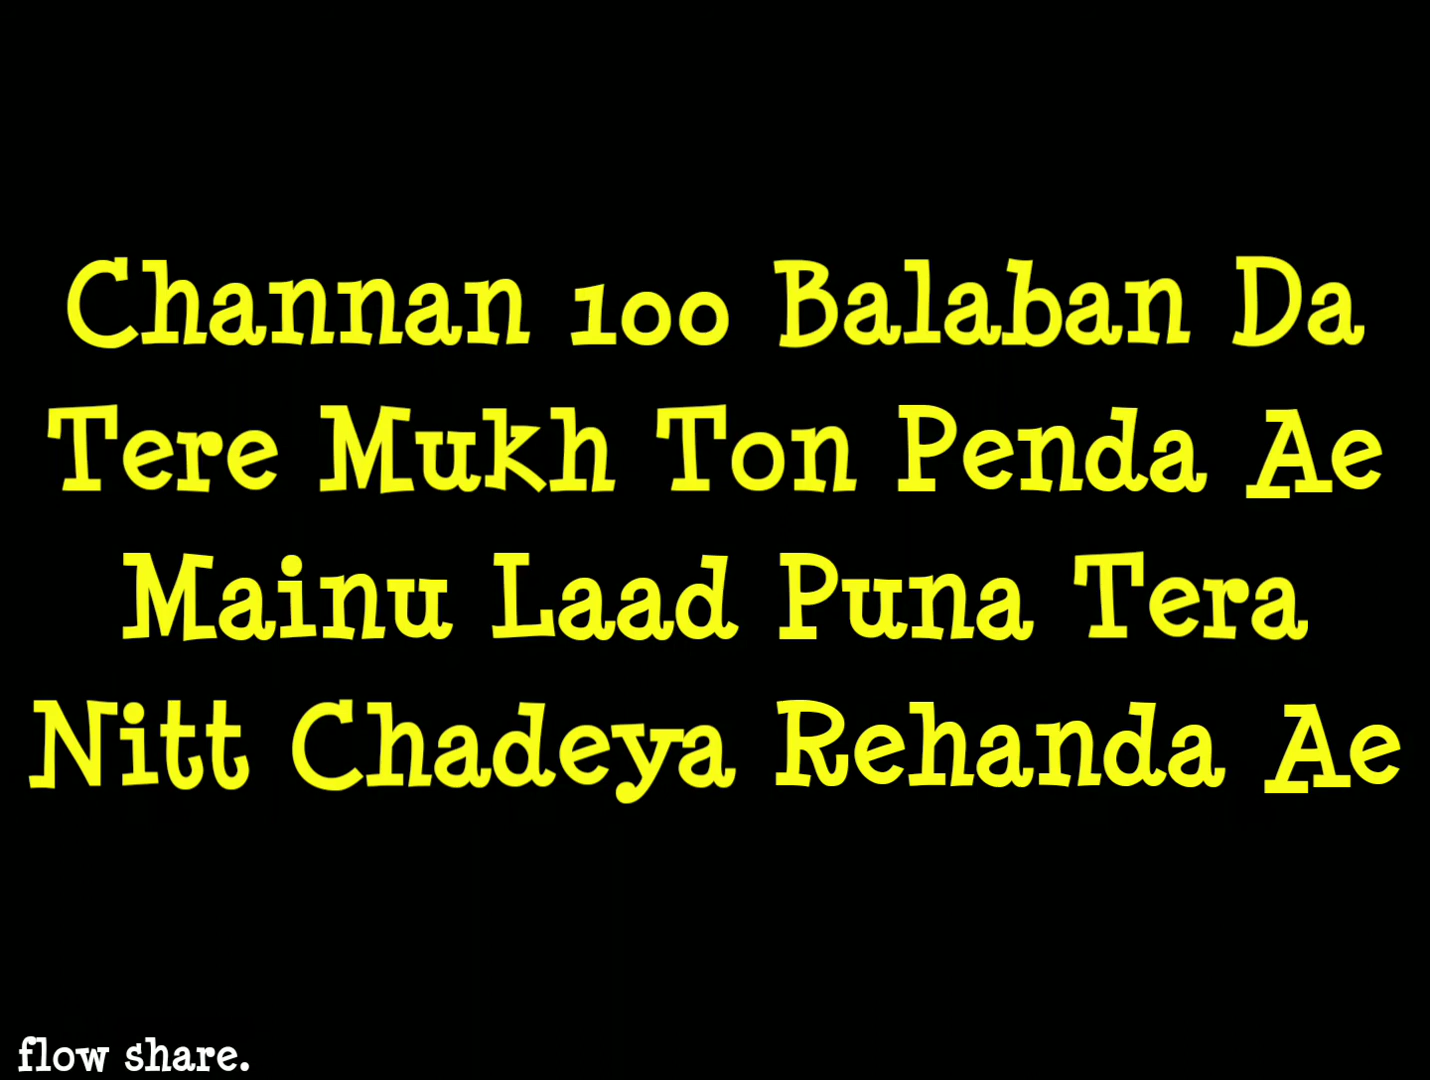 Channan 100 Balaban Da
Tere Mukh Ton Penda Ae
Mainu Laad Puna Tera
Nitt Chadeya Rehanda Ae
flow share.